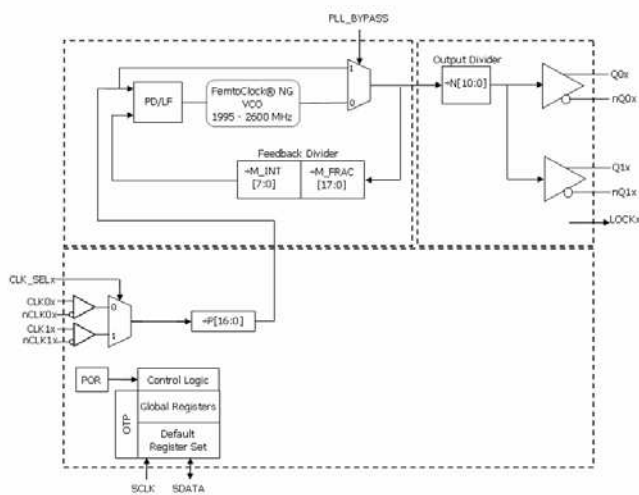 PLL_BYPASS
Output Divider
÷N[10:0]
Q0x
nQ0x
1
PD/LF
FemtoClock® NG
VCO
1995 - 2600 MHz
0
Feedback Divider
÷M_INT
[7:0]
÷M_FRAC
[17:0]
Q1x
nQ1x
LOCKx
CLK_SELx
CLK0x
nCLK0x
CLK1x
nCLK1x
0
1
÷P[16:0]
POR
Control Logic
OTP
Global Registers
Default
Register Set
SCLK
SDATA